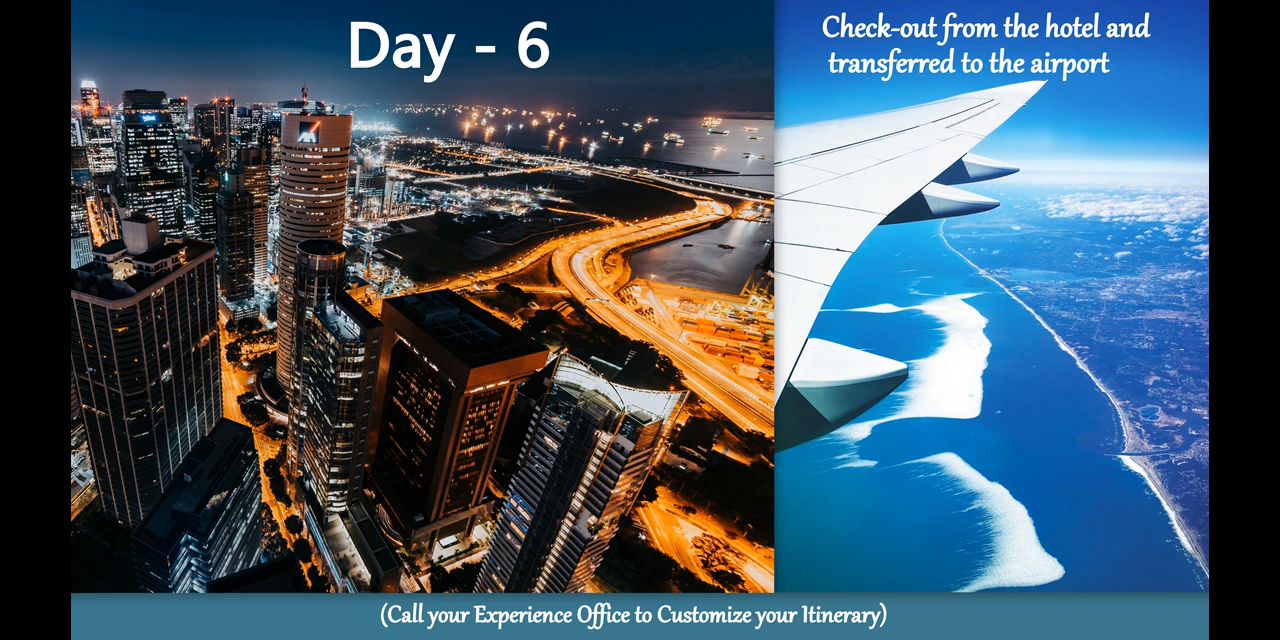 Day - 6
Check-out from the hotel and
transferred to the airport
(Call your Experience Office to Customize your Itinerary)